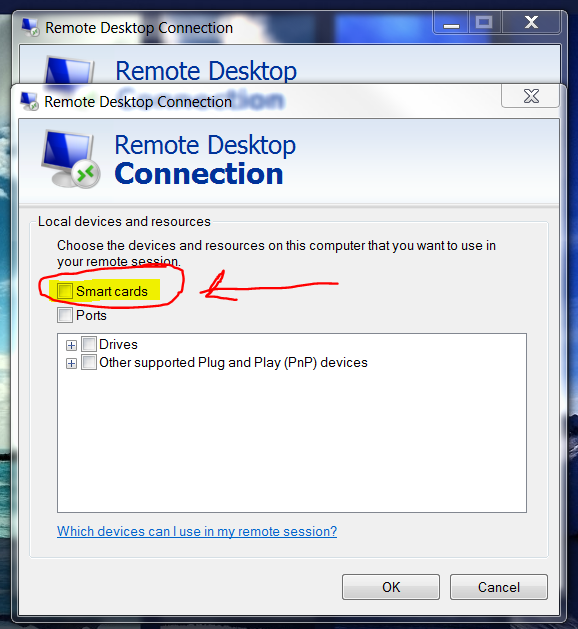 Remote Desktop Connection
Remote Desktop
Connection
Remote Desktop Connection
Remote Desktop
Connection
Local devices and resources
Choose the devices and resources on this computer that you want to use in
your remote session.
Smart cards
Ports
Drives
Other supported Plug and Play (PnP) devices
Which devices can I use in my remote session?
OK
Cancel